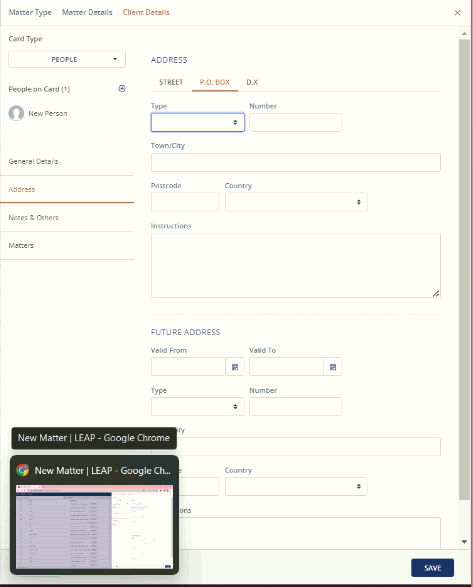 Matter Type Matter Details Client Details
Card Type
PEOPLE
People on Card (1)
New Person
General Details
Address
Notes & Others
Matters
ADDRESS
STREET P.O. BOX D.X
Type Number
Town/City
Postcode Country
Instructions
FUTURE ADDRESS
Valid From Valid To
Type Number
Country
New Matter | LEAP - Google Chrome
New Matter | LEAP - Google Ch...
SAVE